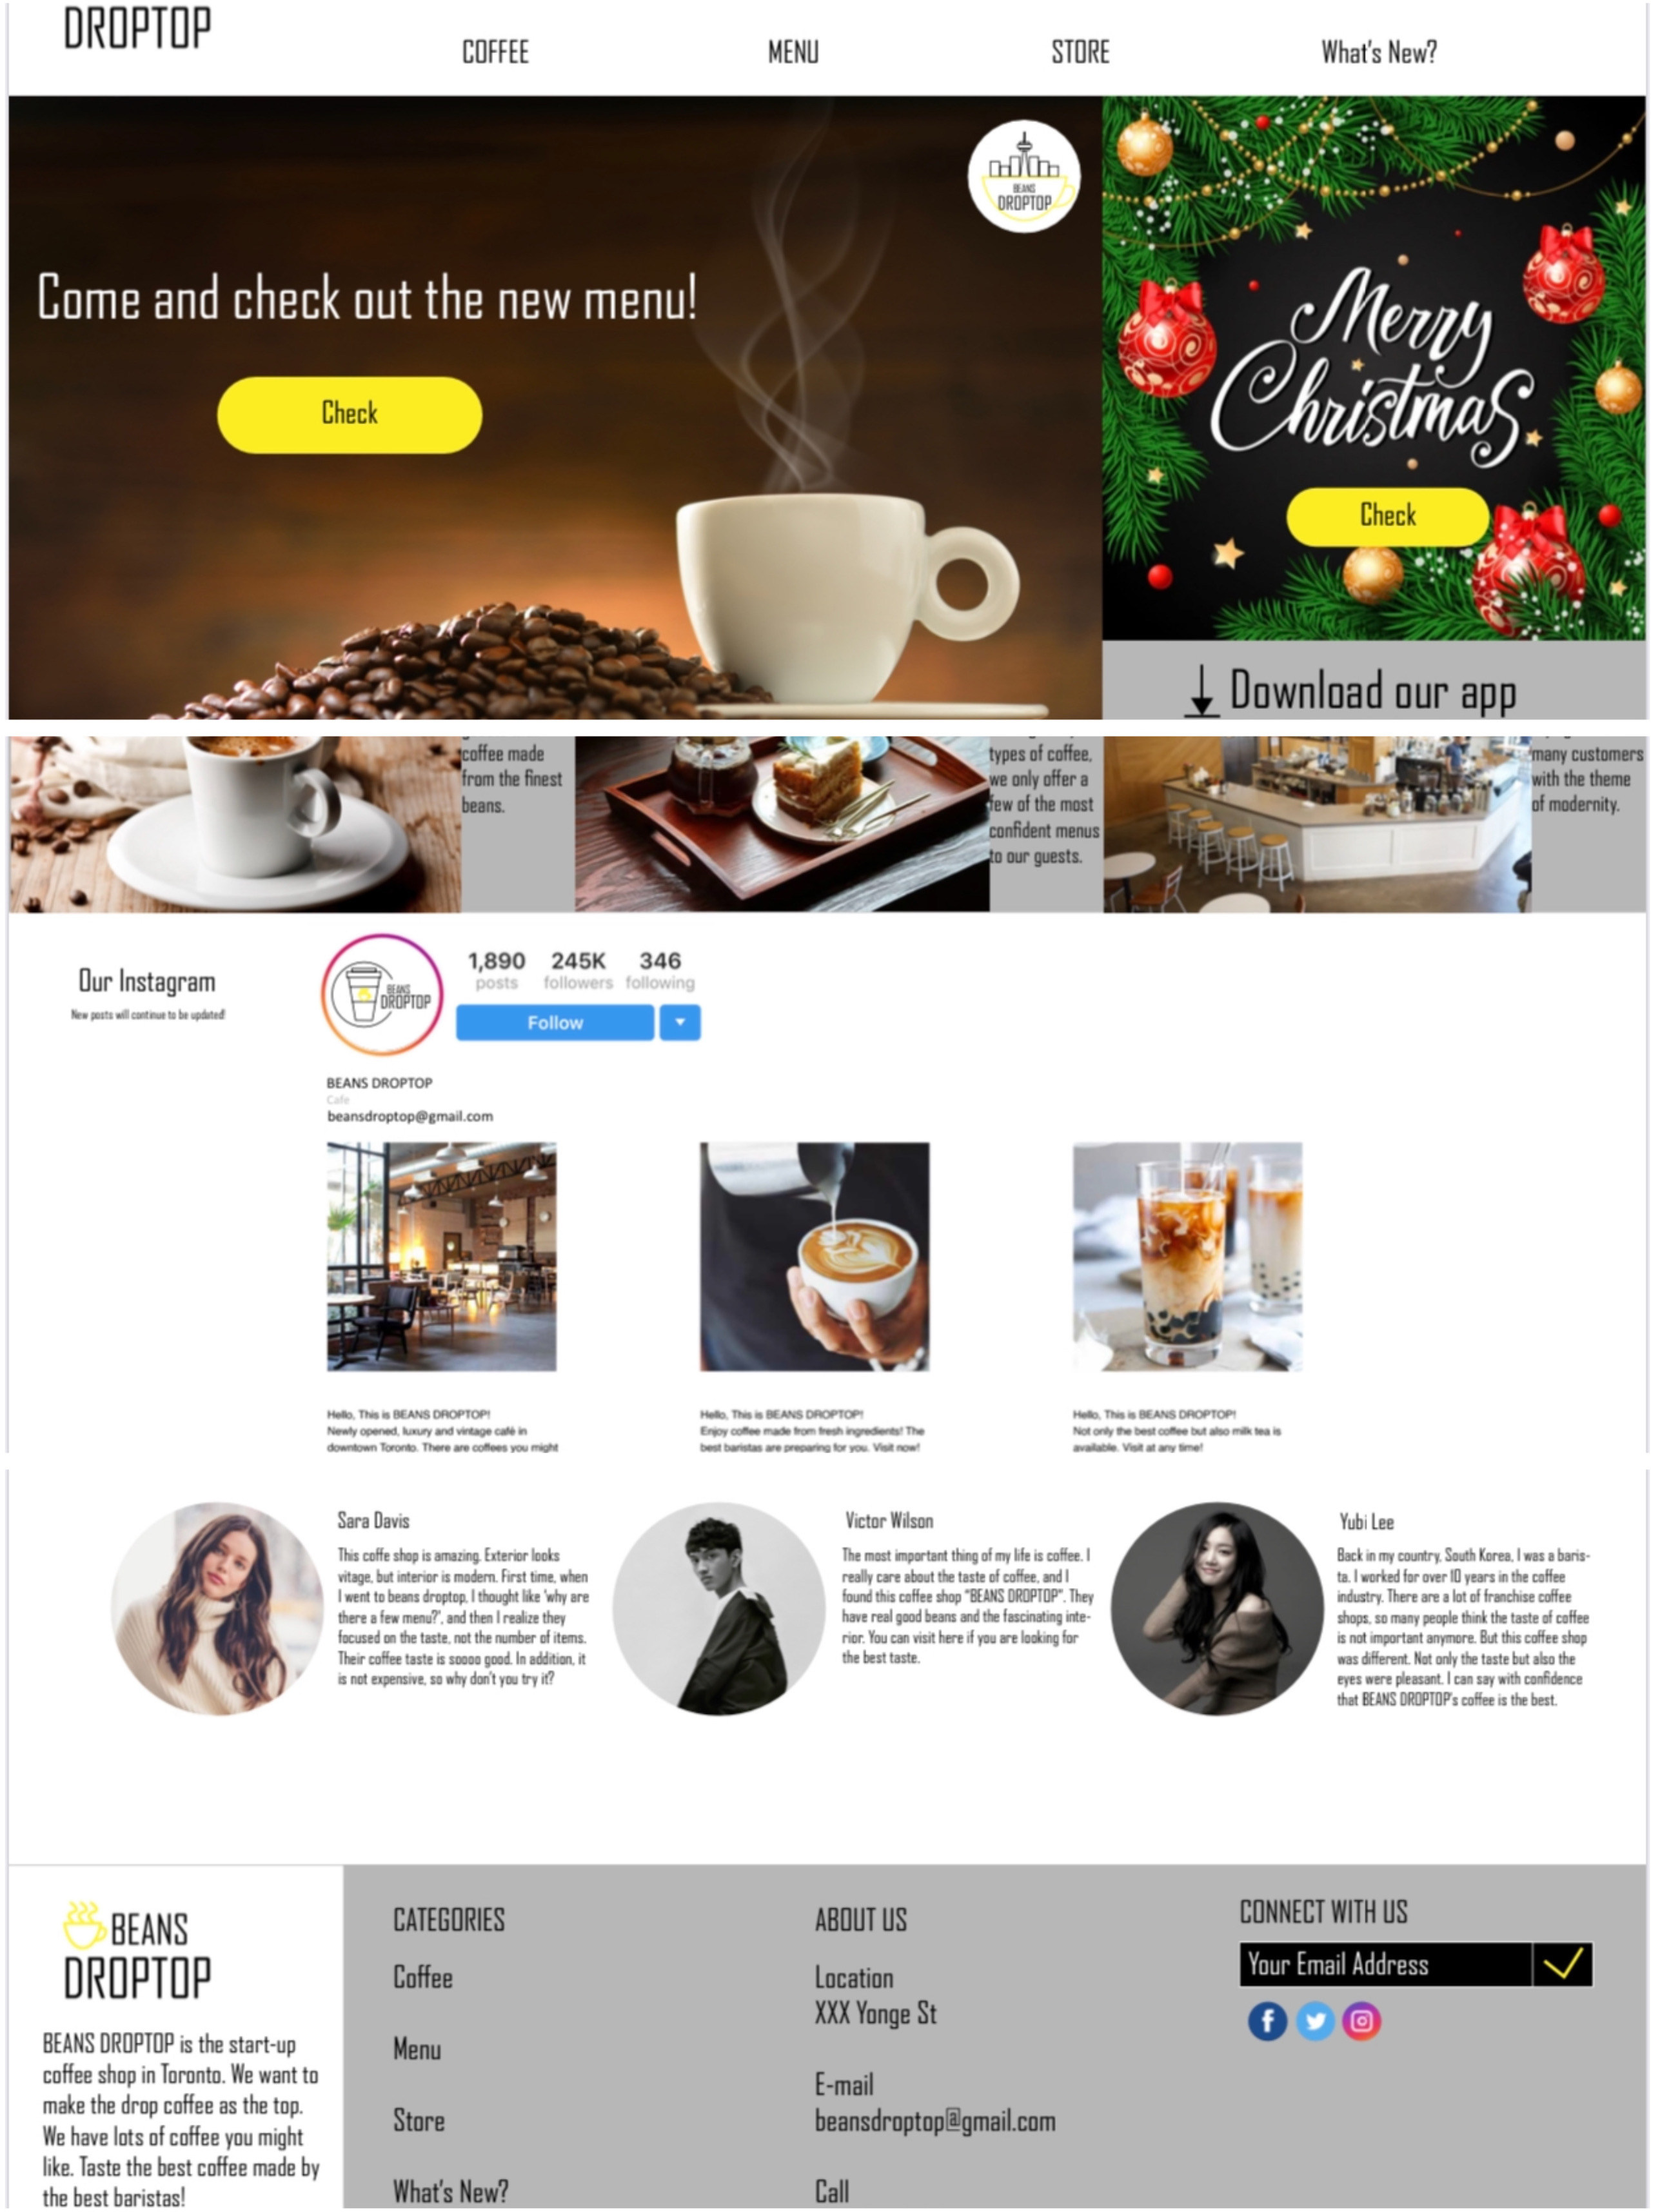 DROPTOP
COFFEE
MENU
STORE
What's New?
BEANS
DROPTOP
Come and check out the new menu!
Check
Merry
Christmas
Check
Download our app
coffee made
from the finest
beans.
types of coffee,
we only offer a
few of the most
confident menus
to our guests.
many customers
with the theme
of modernity.
Our Instagram
New posts will continue to be updated!
BEANS
DROPTOP
1,890 245K 346
posts followers following
Follow
BEANS DROPTOP
Cafe
beansdroptop@gmail.com
Hello, This is BEANS DROPTOP!
Newly opened, luxury and vintage café in
downtown Toronto. There are coffees you might
Hello, This is BEANS DROPTOP!
Enjoy coffee made from fresh ingredients! The
best baristas are preparing for you. Visit now!
Hello, This is BEANS DROPTOP!
Not only the best coffee but also milk tea is
available. Visit at any time!
Sara Davis
This coffe shop is amazing. Exterior looks
vitage, but interior is modern. First time, when
I went to beans droptop, I thought like 'why are
there a few menu?', and then I realize they
focused on the taste, not the number of items.
Their coffee taste is soooo good. In addition, it
is not expensive, so why don't you try it?
Victor Wilson
The most important thing of my life is coffee. I
really care about the taste of coffee, and I
found this coffee shop "BEANS DROPTOP". They
have real good beans and the fascinating inte-
rior. You can visit here if you are looking for
the best taste.
Yubi Lee
Back in my country, South Korea, I was a baris-
ta. I worked for over 10 years in the coffee
industry. There are a lot of franchise coffee
shops, so many people think the taste of coffee
is not important anymore. But this coffee shop
was different. Not only the taste but also the
eyes were pleasant. I can say with confidence
that BEANS DROPTOP's coffee is the best.
BEANS
DROPTOP
BEANS DROPTOP is the start-up
coffee shop in Toronto. We want to
make the drop coffee as the top.
We have lots of coffee you might
like. Taste the best coffee made by
the best baristas!
CATEGORIES
Coffee
Menu
Store
What's New?
ABOUT US
Location
XXX Yonge St
E-mail
beansdroptop@gmail.com
Call
CONNECT WITH US
Your Email Address